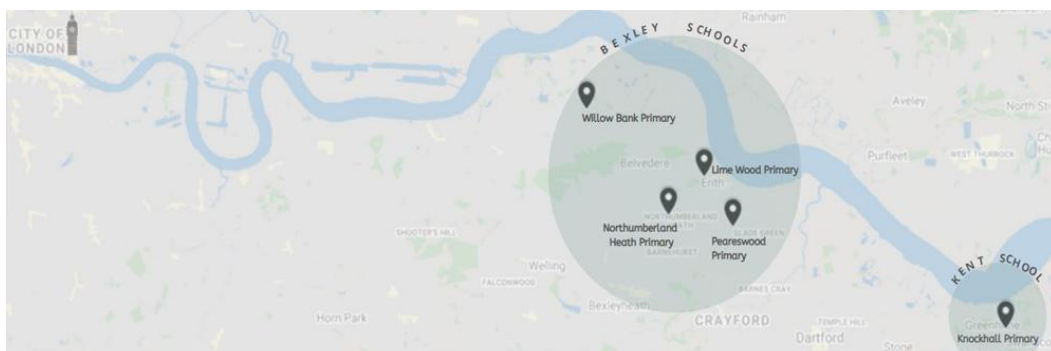 CITY OF
LONDON
BEXLEY SCHOOLS
Rainham
Willow Bank Primary
Aveley
Belvedere
Lime Wood Primary
Purfleet
WEST THURROCK
Erith
Northumberland
Heath Primary
Peareswood
Primary
SHOOTER'S HILL
NORTHUMBERLAND
HEATH
SLADE GREEN
BARNEHURST
Welling
FALCONWOOD
Bexleyheath
BARNES CRAY
KENT SCHOOL
Horn Park
CRAYFORD
TEMPLE HILL
Dartford
Stone
Knockhall Primary